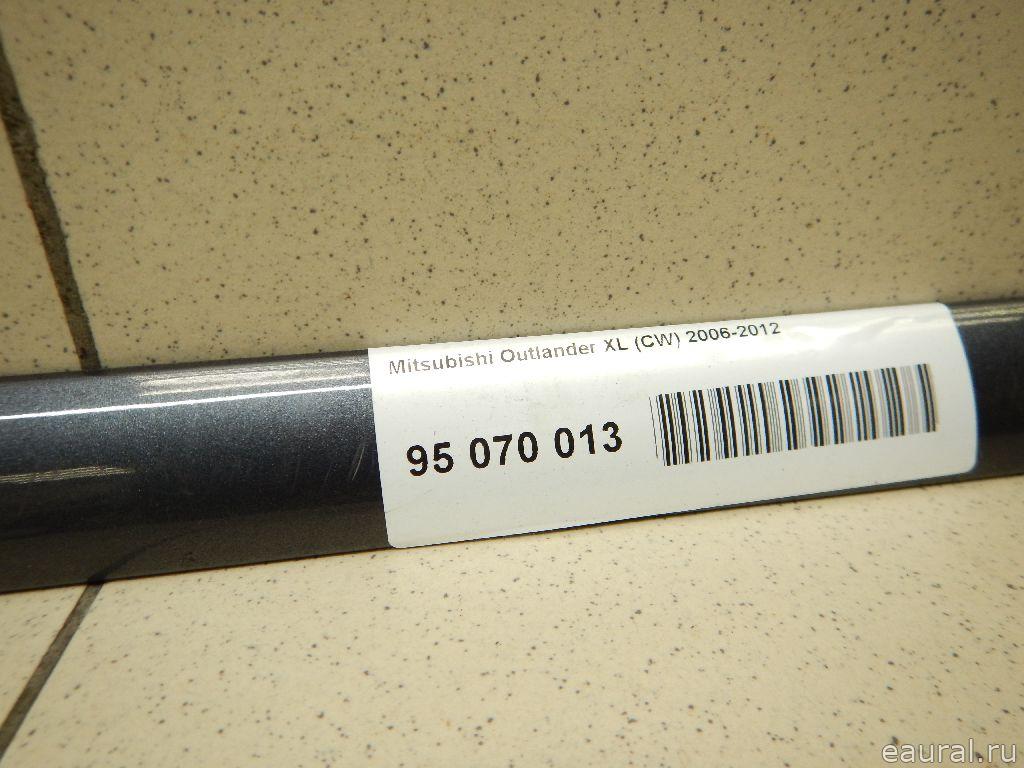 Mitsubishi Outlander XL (CW) 2006-2012
95 070 013
eaural.ru